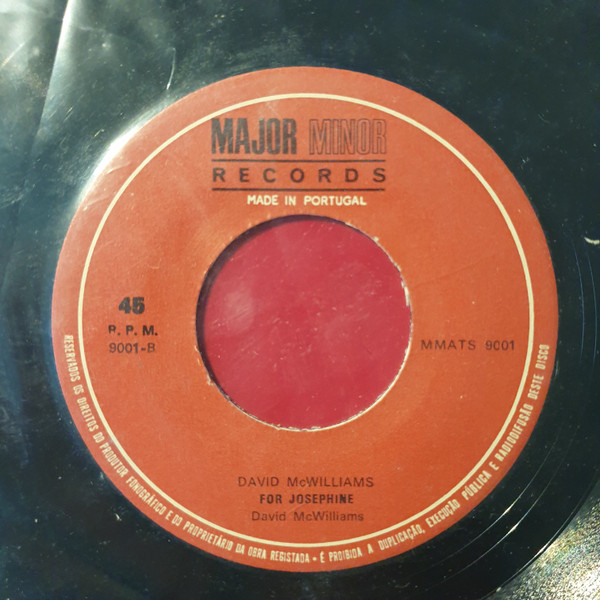 MAJOR MINOR
RECORDS
MADE IN PORTUGAL
45
R. P. M.
9001-B
MMATS 9001
DAVID McWILLIAMS
FOR JOSEPHINE
David McWilliams
RESERVADOS OS DIREITOS DO PRODUTOR FONOGRÁFICO E DO PROPRIETÁRIO DA OBRA REGISTADA • É PROIBIDA A DUPLICAÇÃO, EXECUÇÃO PÚBLICA E RADIODIFUSÃO DESTE DISCO